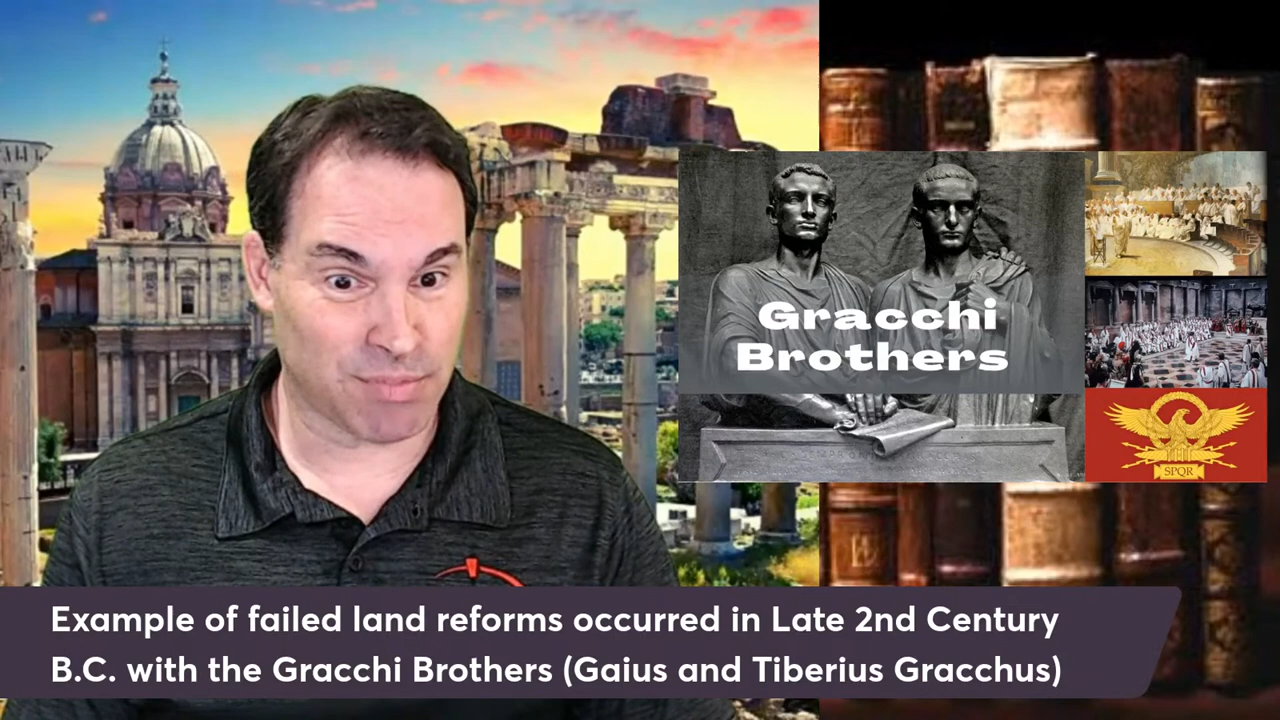 Gracchi
Brothers
SPQR
Example of failed land reforms occurred in Late 2nd Century
B.C. with the Gracchi Brothers (Gaius and Tiberius Gracchus)